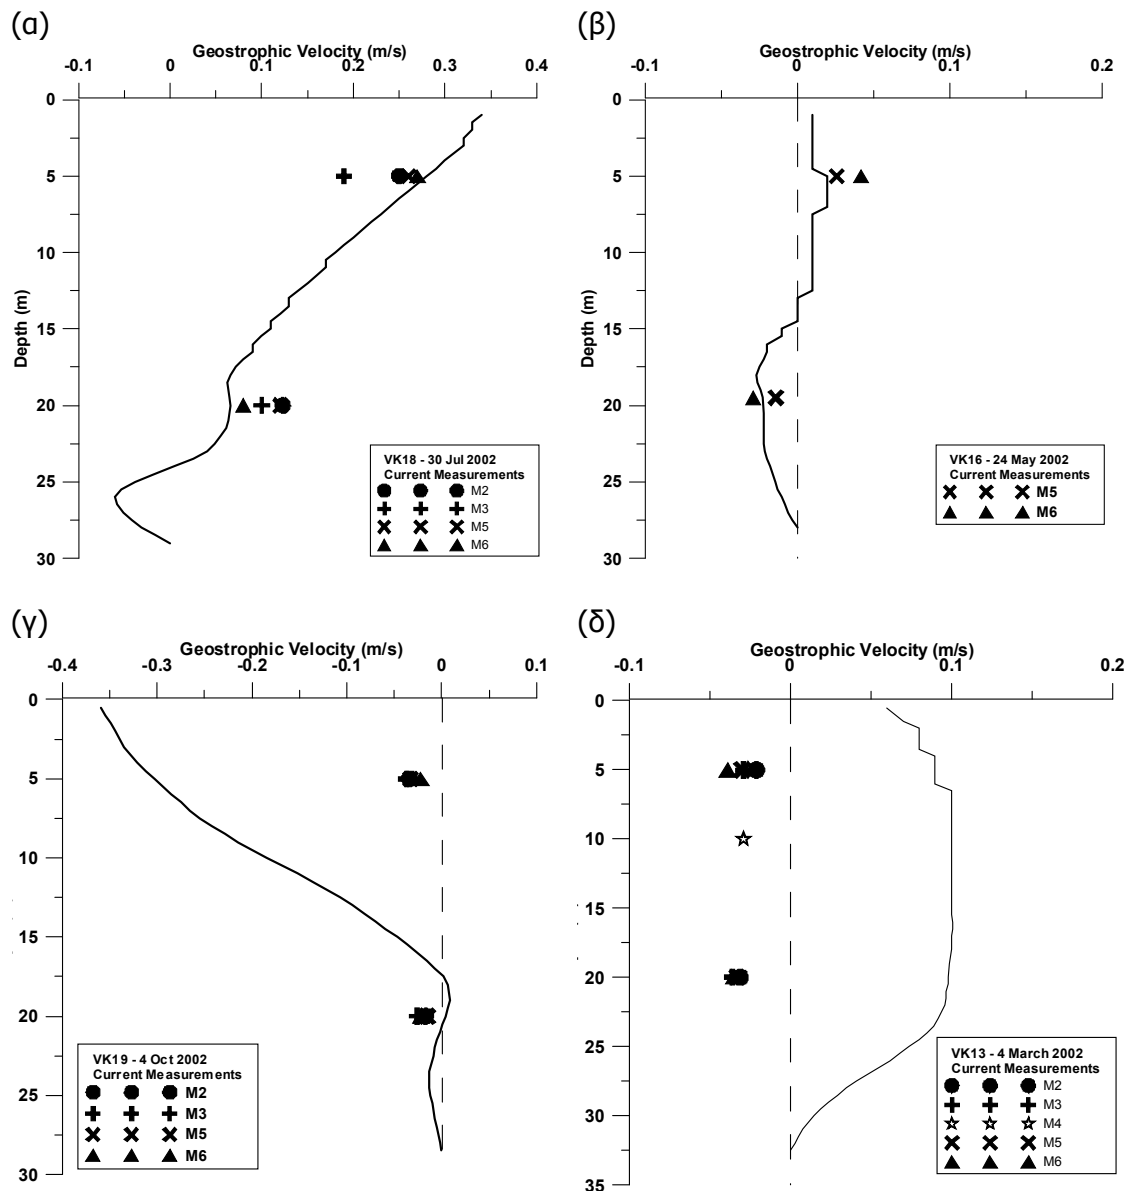 (α)
Geostrophic Velocity (m/s)
-0.1 0 0.1 0.2 0.3 0.4
0
5
10
15
20
25
30
Depth (m)
VK18 - 30 Jul 2002
Current Measurements
M2
M3
M5
M6
(β)
Geostrophic Velocity (m/s)
-0.1 0 0.1 0.2
0
5
10
15
20
25
30
Depth (m)
VK16 - 24 May 2002
Current Measurements
M5
M6
(γ)
Geostrophic Velocity (m/s)
-0.4 -0.3 -0.2 -0.1 0 0.1
0
5
10
15
20
25
30
VK19 - 4 Oct 2002
Current Measurements
M2
M3
M5
M6
(δ)
Geostrophic Velocity (m/s)
-0.1 0 0.1 0.2
0
5
10
15
20
25
30
35
VK13 - 4 March 2002
Current Measurements
M2
M3
M4
M5
M6